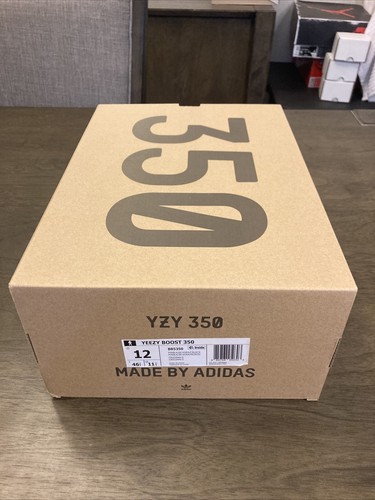 350
YZY 350
YEEZY BOOST 350
12
MADE BY ADIDAS